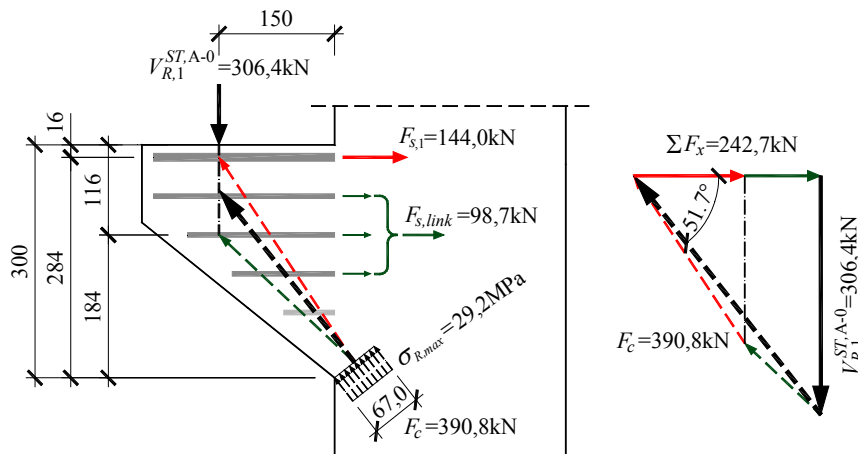 150
V_{R,1}^{ST,A-0}=306,4kN
16
F_{s,1}=144,0kN
ΣF_x=242,7kN
116
51.7°
F_{s,link}=98,7kN
300
284
184
σ_{R,max}=29,2MPa
F_c=390,8kN
V_{R,1}^{ST,A-0}=306,4kN
67,0
F_c=390,8kN